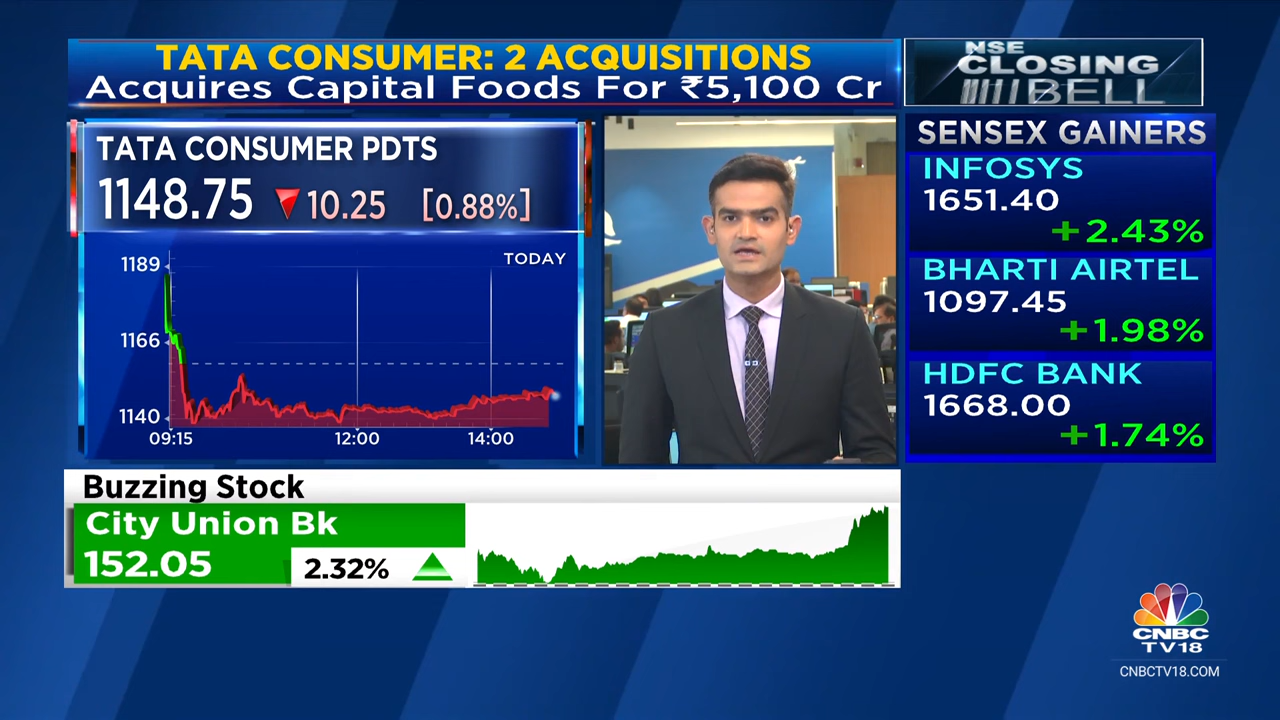 TATA CONSUMER: 2 ACQUISITIONS
Acquires Capital Foods For ₹5,100 Cr
NSE
CLOSING
BELL
TATA CONSUMER PDTS
1148.75 ▼ 10.25 [0.88%]
TODAY
1189
1166
1140
09:15 12:00 14:00
SENSEX GAINERS
INFOSYS
1651.40
+2.43%
BHARTI AIRTEL
1097.45
+1.98%
HDFC BANK
1668.00
+1.74%
Buzzing Stock
City Union Bk
152.05 2.32%
CNBC
TV18
CNBCTV18.COM